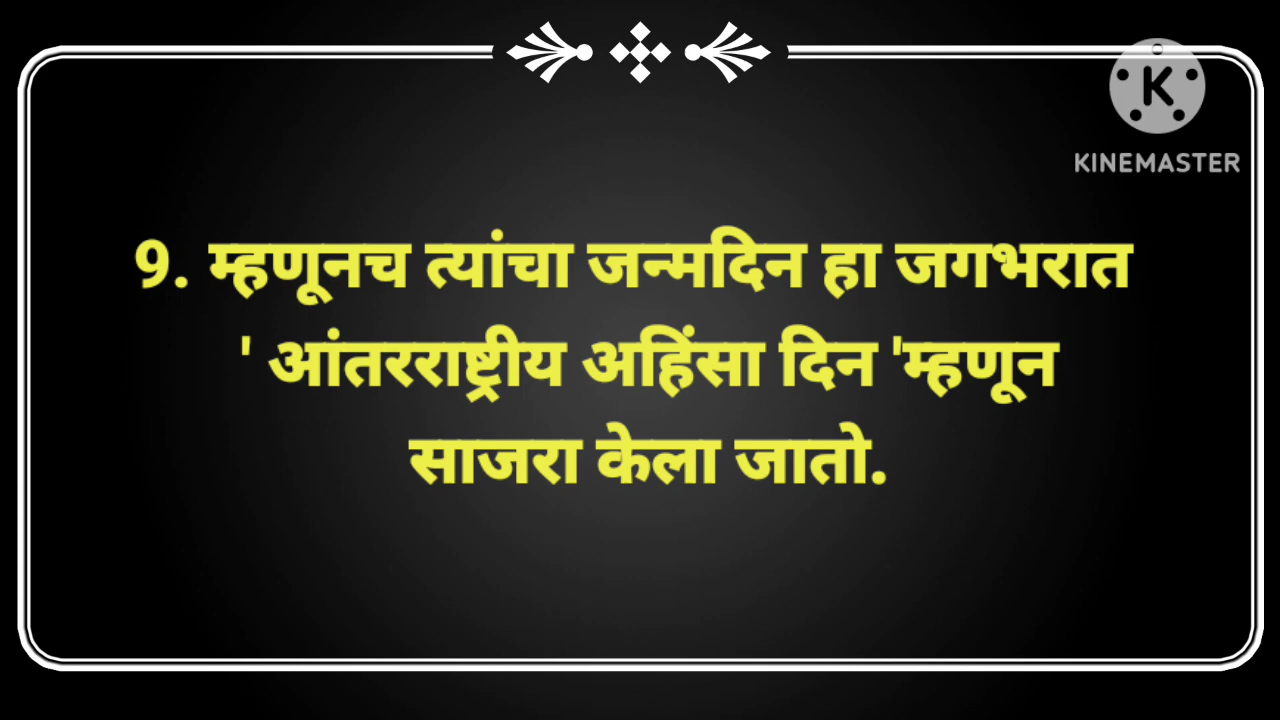 KINEMASTER
9. म्हणूनच त्यांचा जन्मदिन हा जगभरात
' आंतरराष्ट्रीय अहिंसा दिन 'म्हणून
साजरा केला जातो.